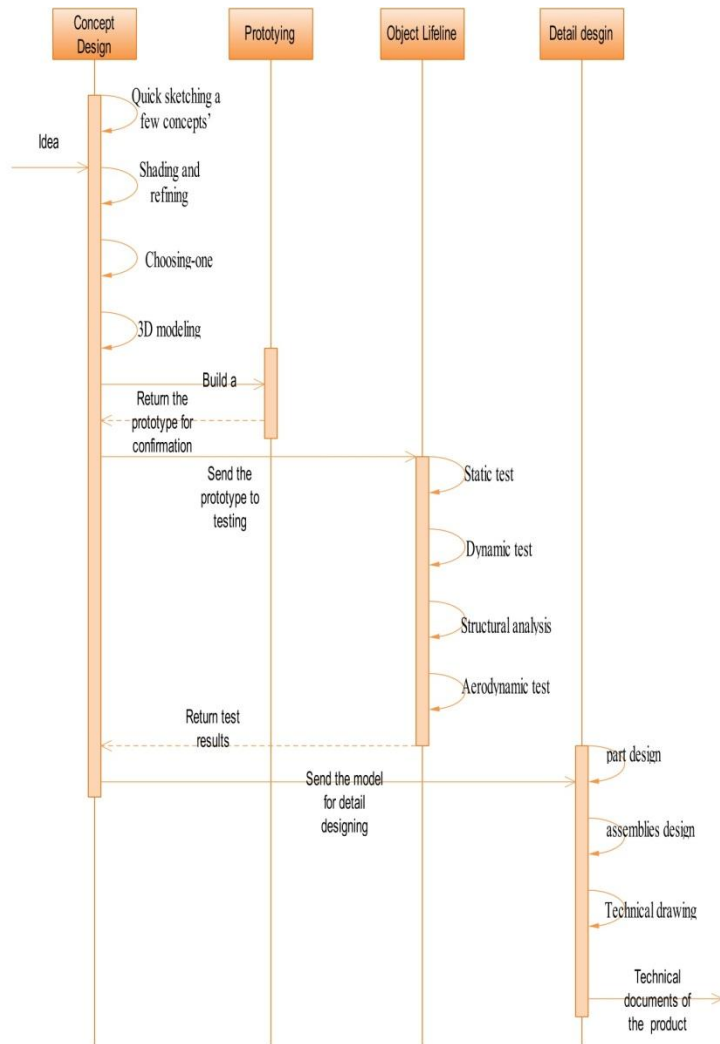 Concept
Design
Prototying
Object Lifeline
Detail desgin
Quick sketching a
few concepts’
Idea
Shading and
refining
Choosing-one
3D modeling
Build a
Return the
prototype for
confirmation
Send the
prototype to
testing
Static test
Dynamic test
Structural analysis
Aerodynamic test
Return test
results
part design
Send the model
for detail
designing
assemblies design
Technical drawing
Technical
documents of
the product